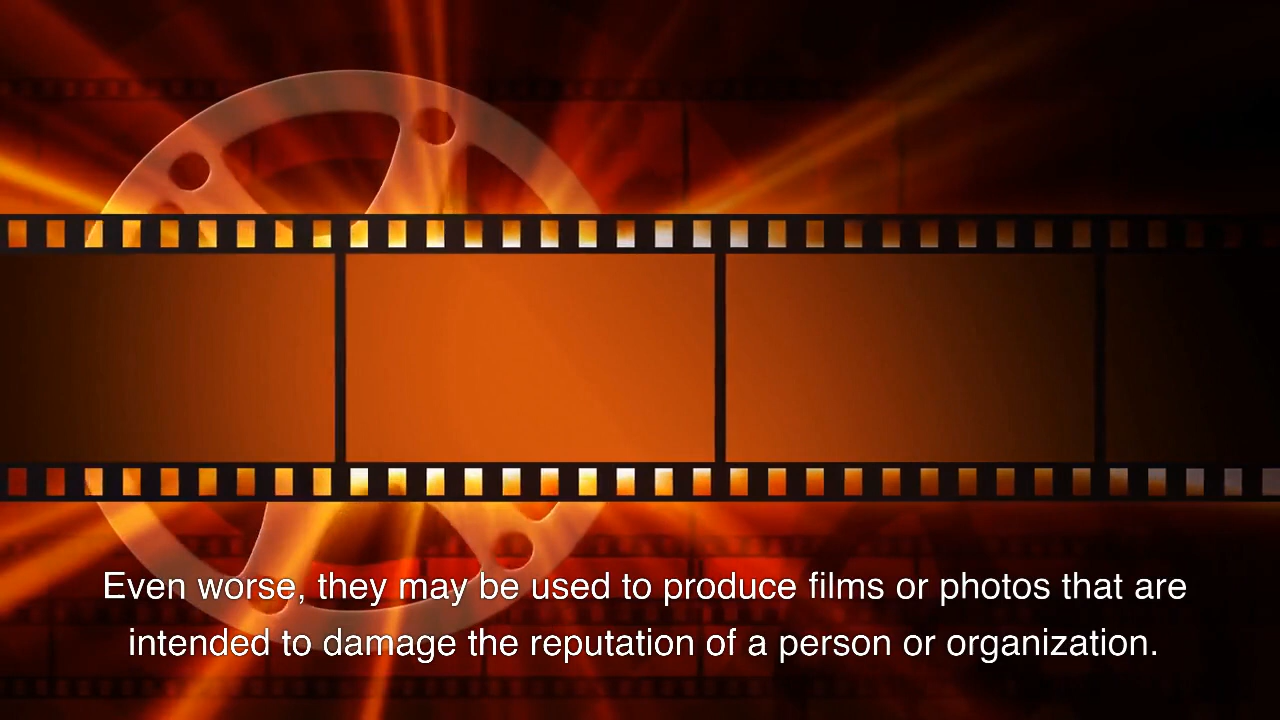 Even worse, they may be used to produce films or photos that are
intended to damage the reputation of a person or organization.